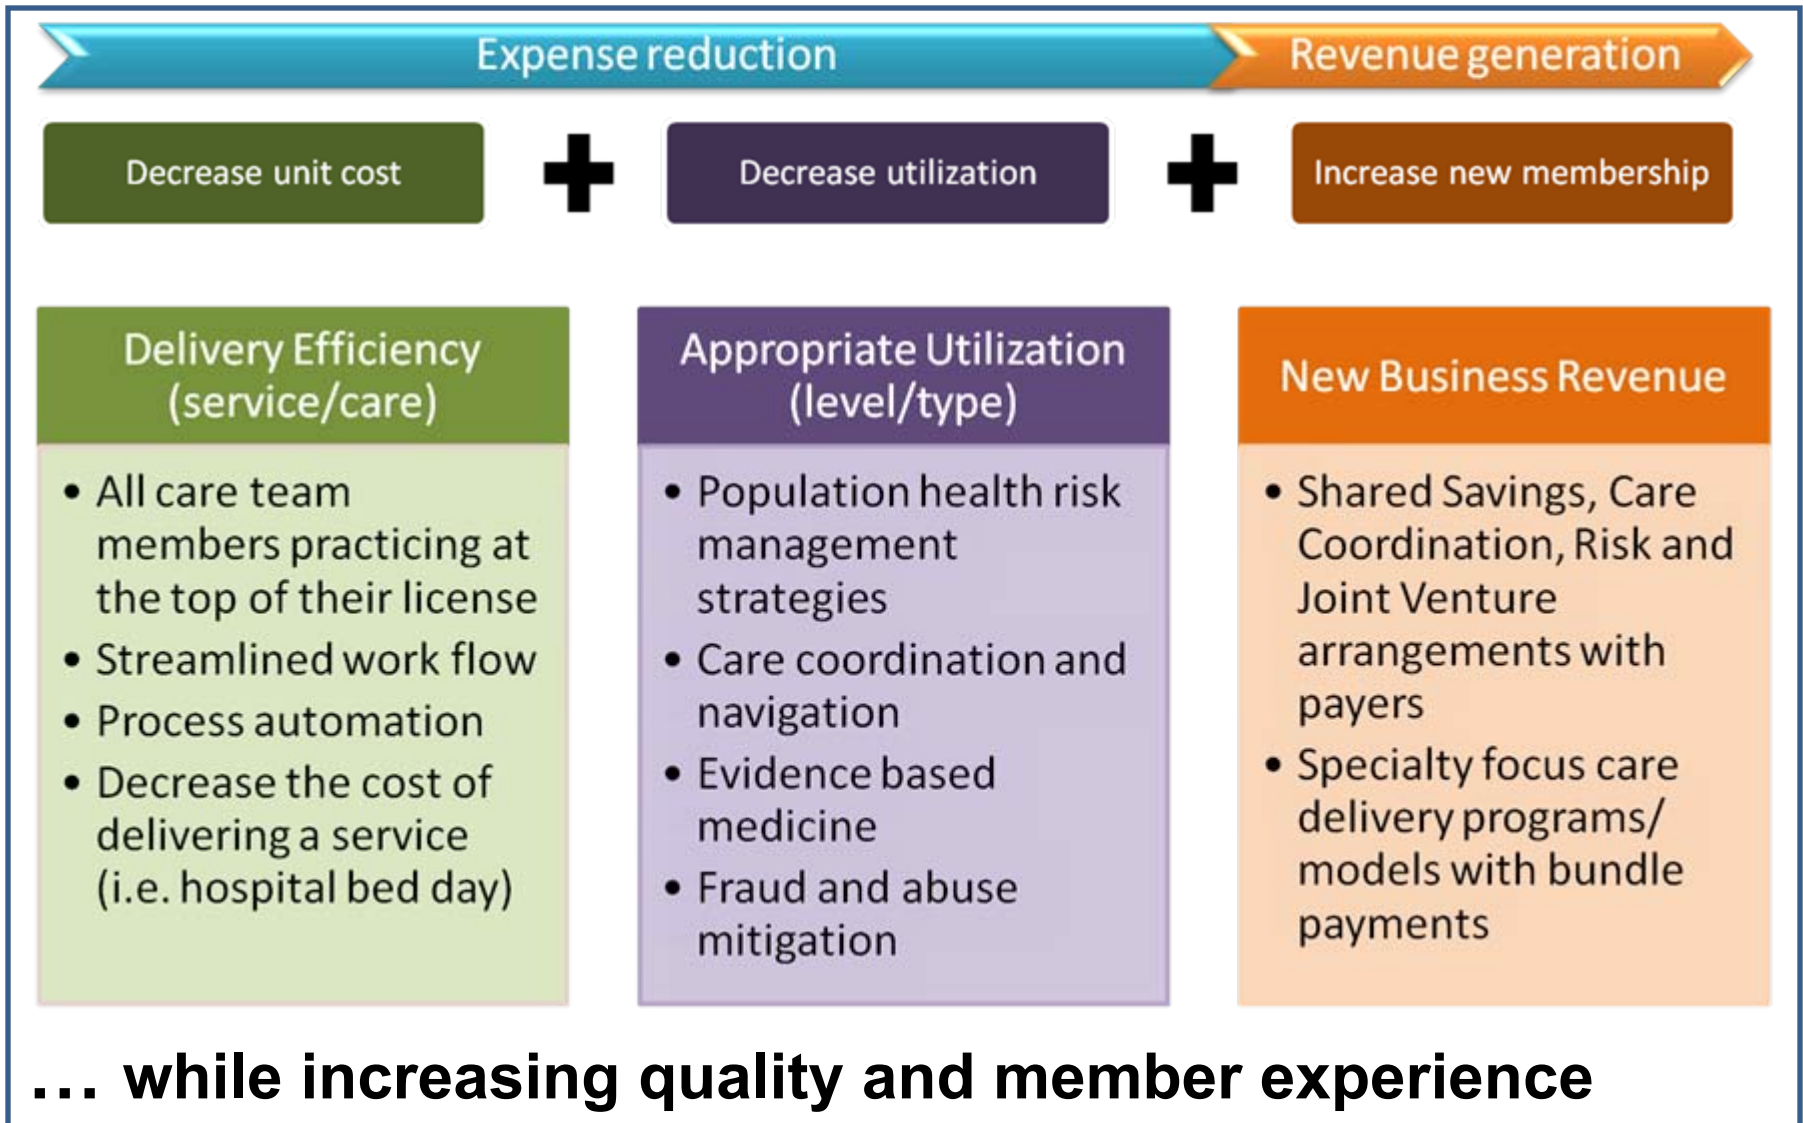 Expense reduction
Revenue generation
Decrease unit cost
Decrease utilization
Increase new membership
Delivery Efficiency
(service/care)
• All care team
members practicing at
the top of their license
• Streamlined work flow
• Process automation
• Decrease the cost of
delivering a service
(i.e. hospital bed day)
Appropriate Utilization
(level/type)
• Population health risk
management
strategies
• Care coordination and
navigation
• Evidence based
medicine
• Fraud and abuse
mitigation
New Business Revenue
• Shared Savings, Care
Coordination, Risk and
Joint Venture
arrangements with
payers
• Specialty focus care
delivery programs/
models with bundle
payments
... while increasing quality and member experience